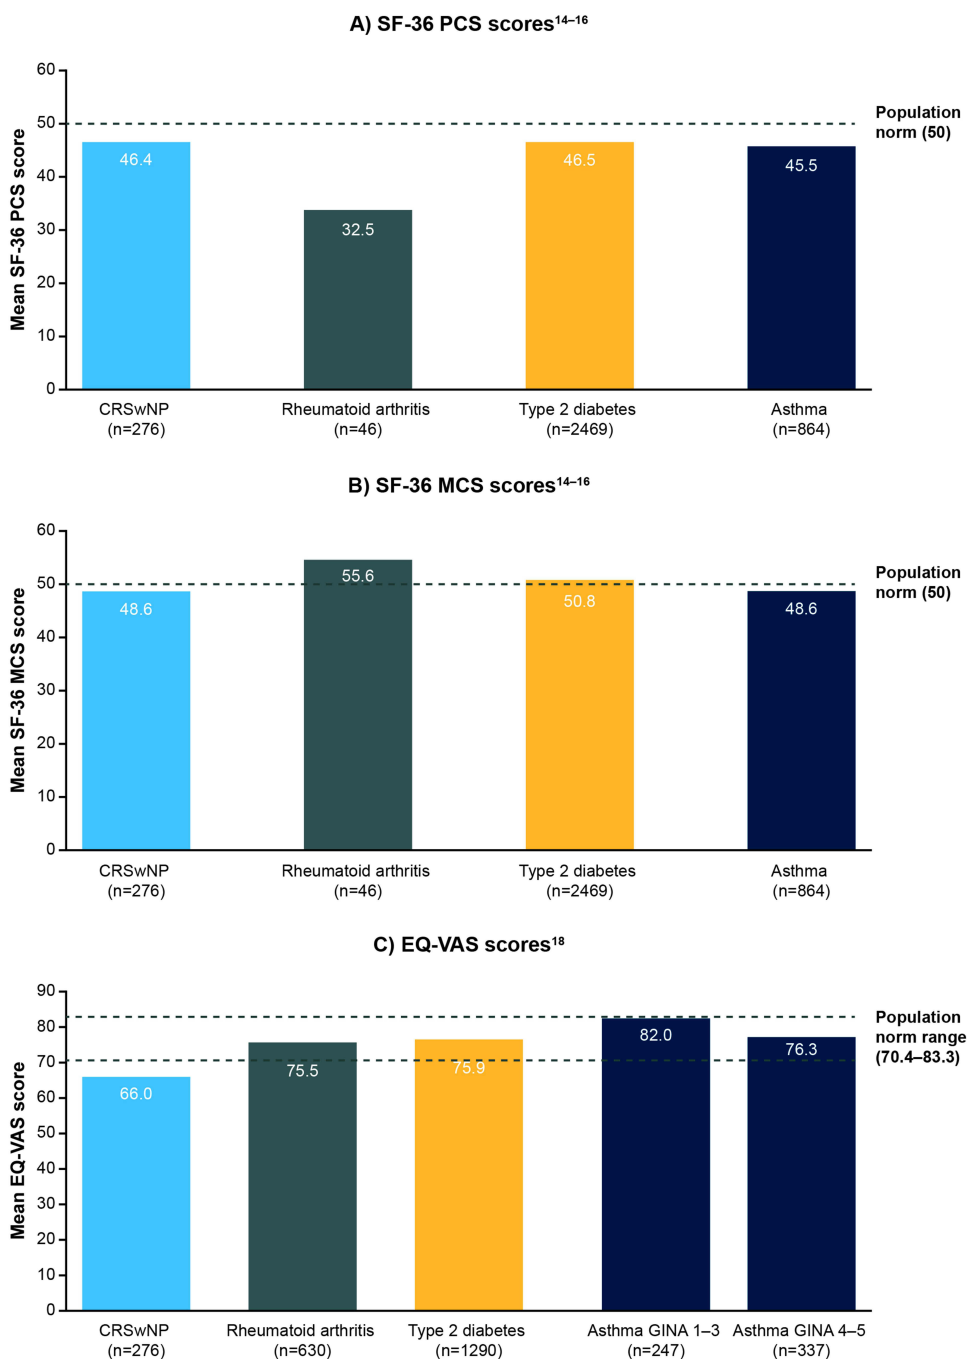 A) SF-36 PCS scores¹⁴⁻¹⁶
Mean SF-36 PCS score
60
50
40
30
20
10
0
46.4
32.5
46.5
45.5
Population
norm (50)
CRSwNP
(n=276)
Rheumatoid arthritis
(n=46)
Type 2 diabetes
(n=2469)
Asthma
(n=864)
B) SF-36 MCS scores¹⁴⁻¹⁶
Mean SF-36 MCS score
60
50
40
30
20
10
0
48.6
55.6
50.8
48.6
Population
norm (50)
CRSwNP
(n=276)
Rheumatoid arthritis
(n=46)
Type 2 diabetes
(n=2469)
Asthma
(n=864)
C) EQ-VAS scores¹⁸
Mean EQ-VAS score
90
80
70
60
50
40
30
20
10
0
66.0
75.5
75.9
82.0
76.3
Population
norm range
(70.4–83.3)
CRSwNP
(n=276)
Rheumatoid arthritis
(n=630)
Type 2 diabetes
(n=1290)
Asthma GINA 1–3
(n=247)
Asthma GINA 4–5
(n=337)